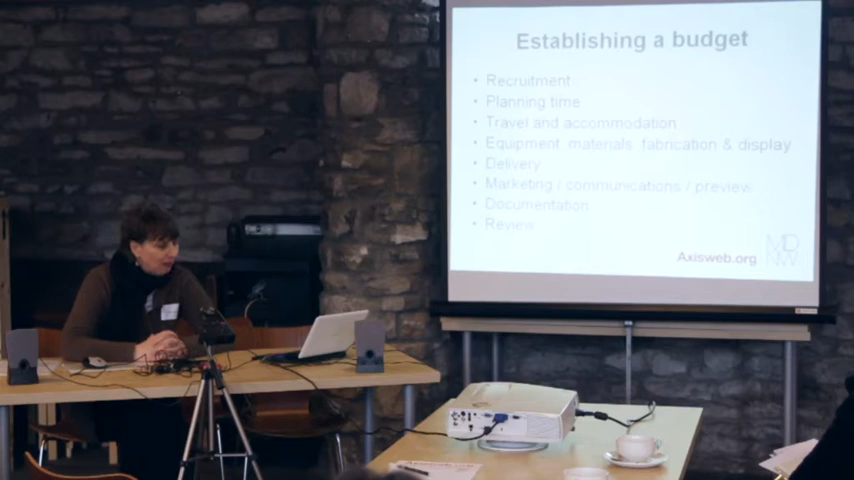 Establishing a budget
• Recruitment
• Planning time
• Travel and accommodation
• Equipment materials fabrication & display
• Delivery
• Marketing / communications / preview
• Documentation
• Review
Axisweb.org